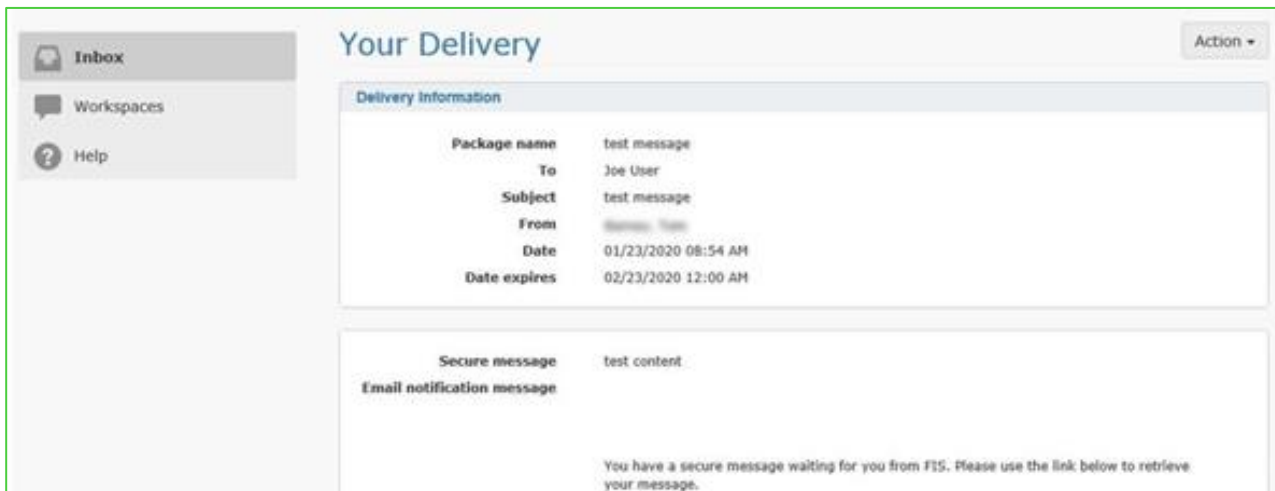 Inbox
Workspaces
Help
Your Delivery
Action
Delivery Information
Package name test message
To Joe User
Subject test message
From
Date 01/23/2020 08:54 AM
Date expires 02/23/2020 12:00 AM
Secure message test content
Email notification message
You have a secure message waiting for you from FIS. Please use the link below to retrieve
your message.